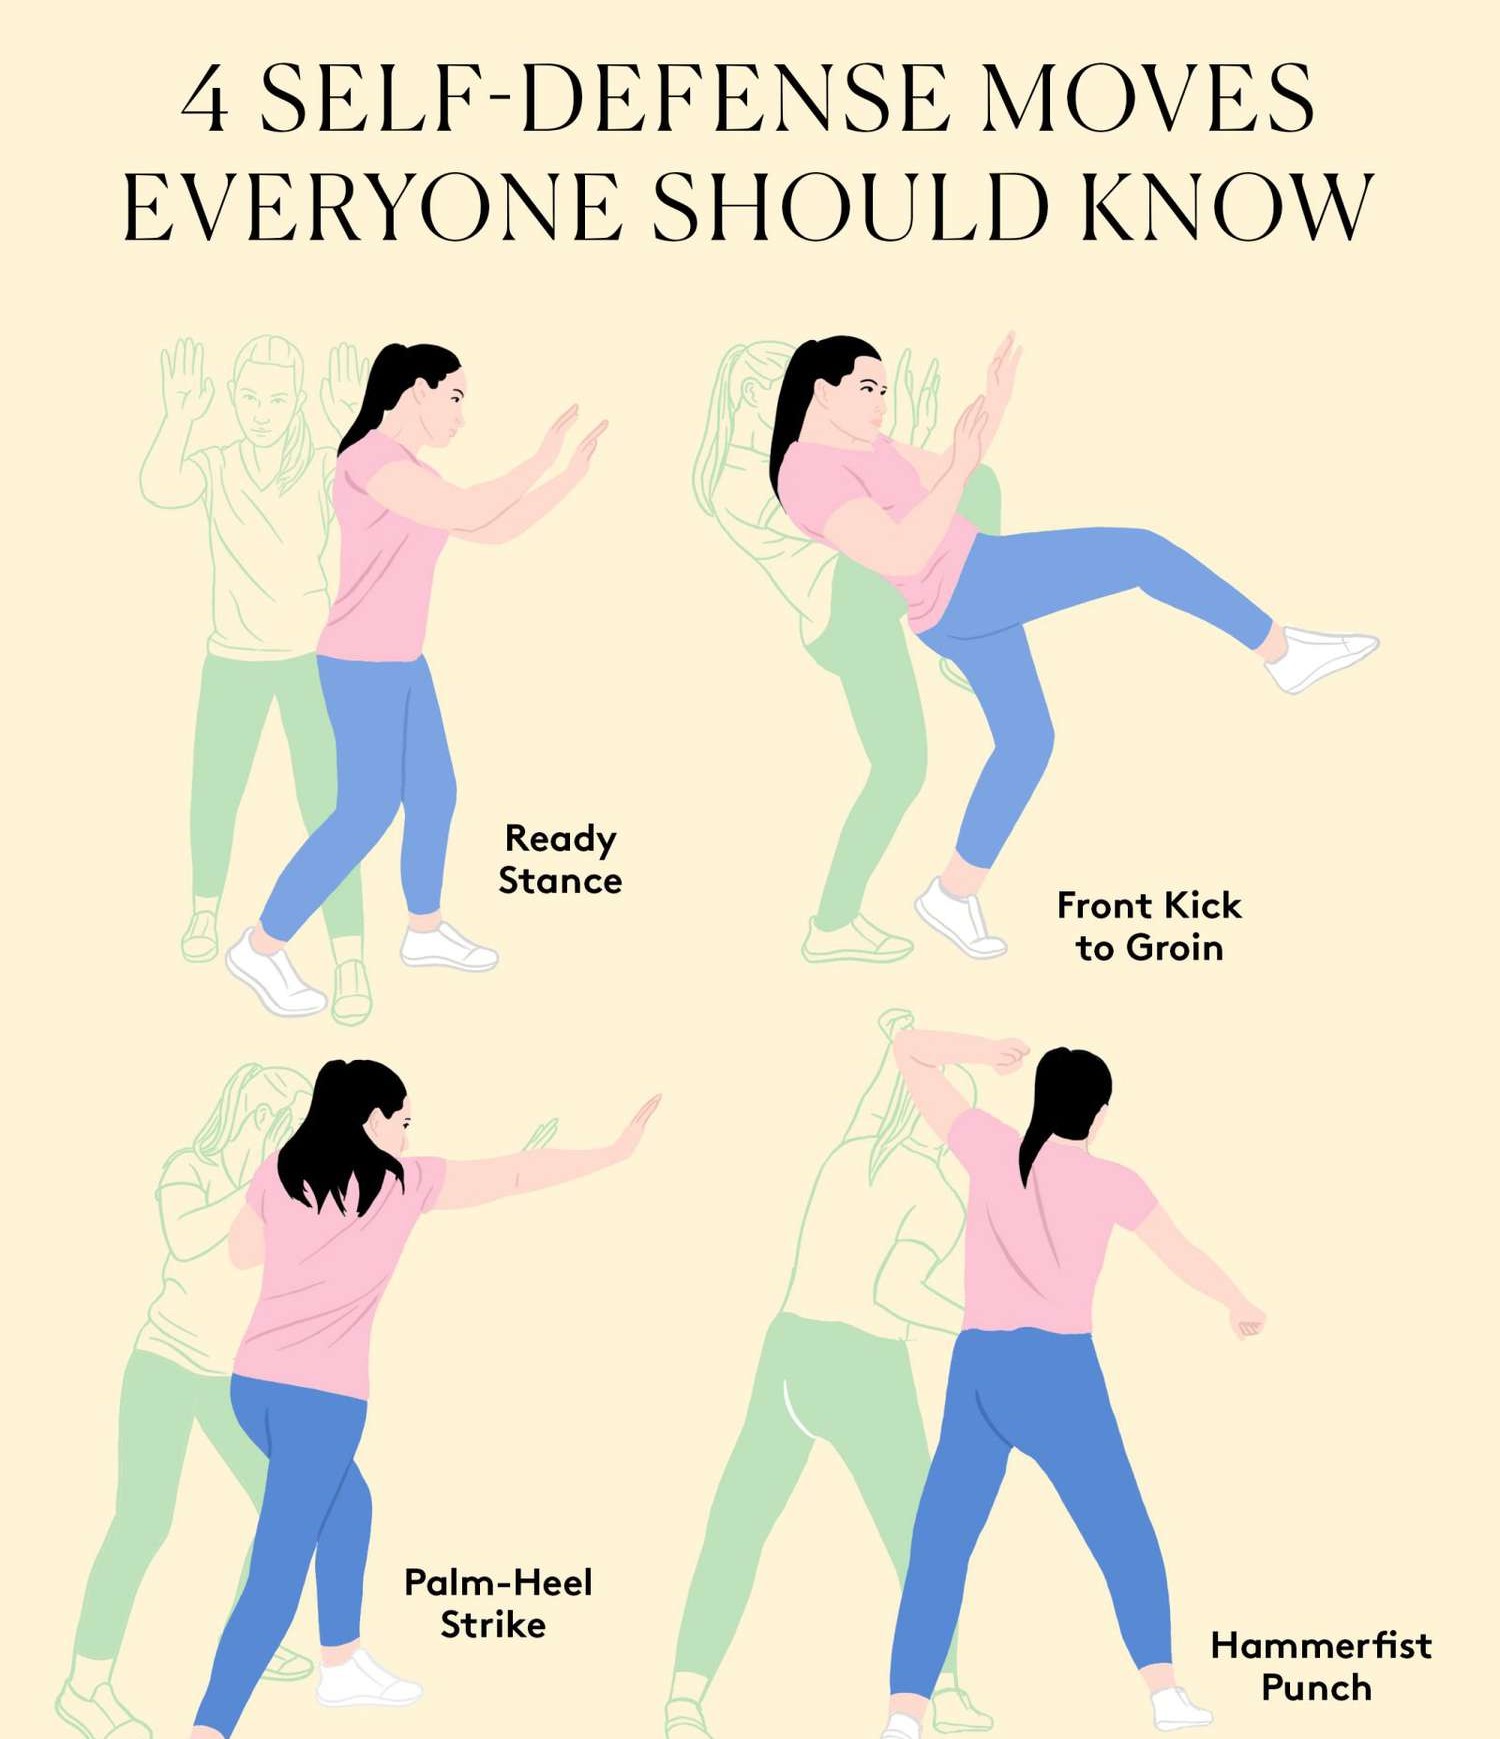 4 SELF-DEFENSE MOVES
EVERYONE SHOULD KNOW
Ready
Stance
Front Kick
to Groin
Palm-Heel
Strike
Hammerfist
Punch